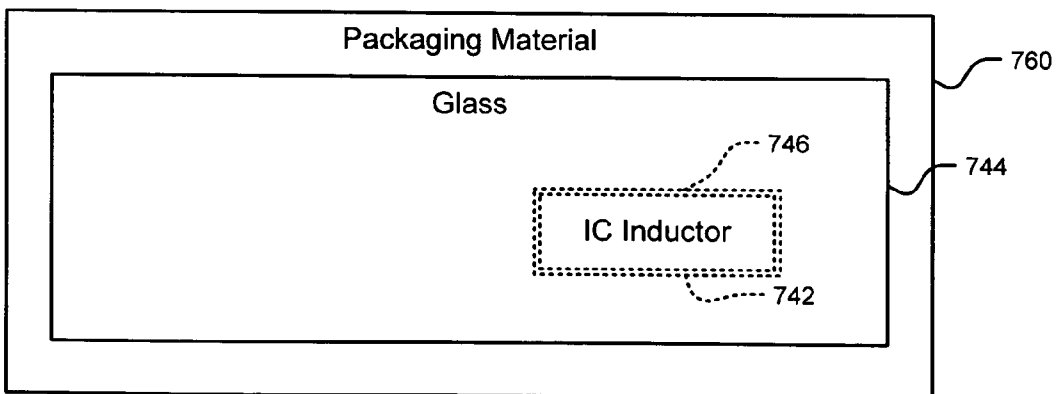 Packaging Material
760
Glass
746
744
IC Inductor
742